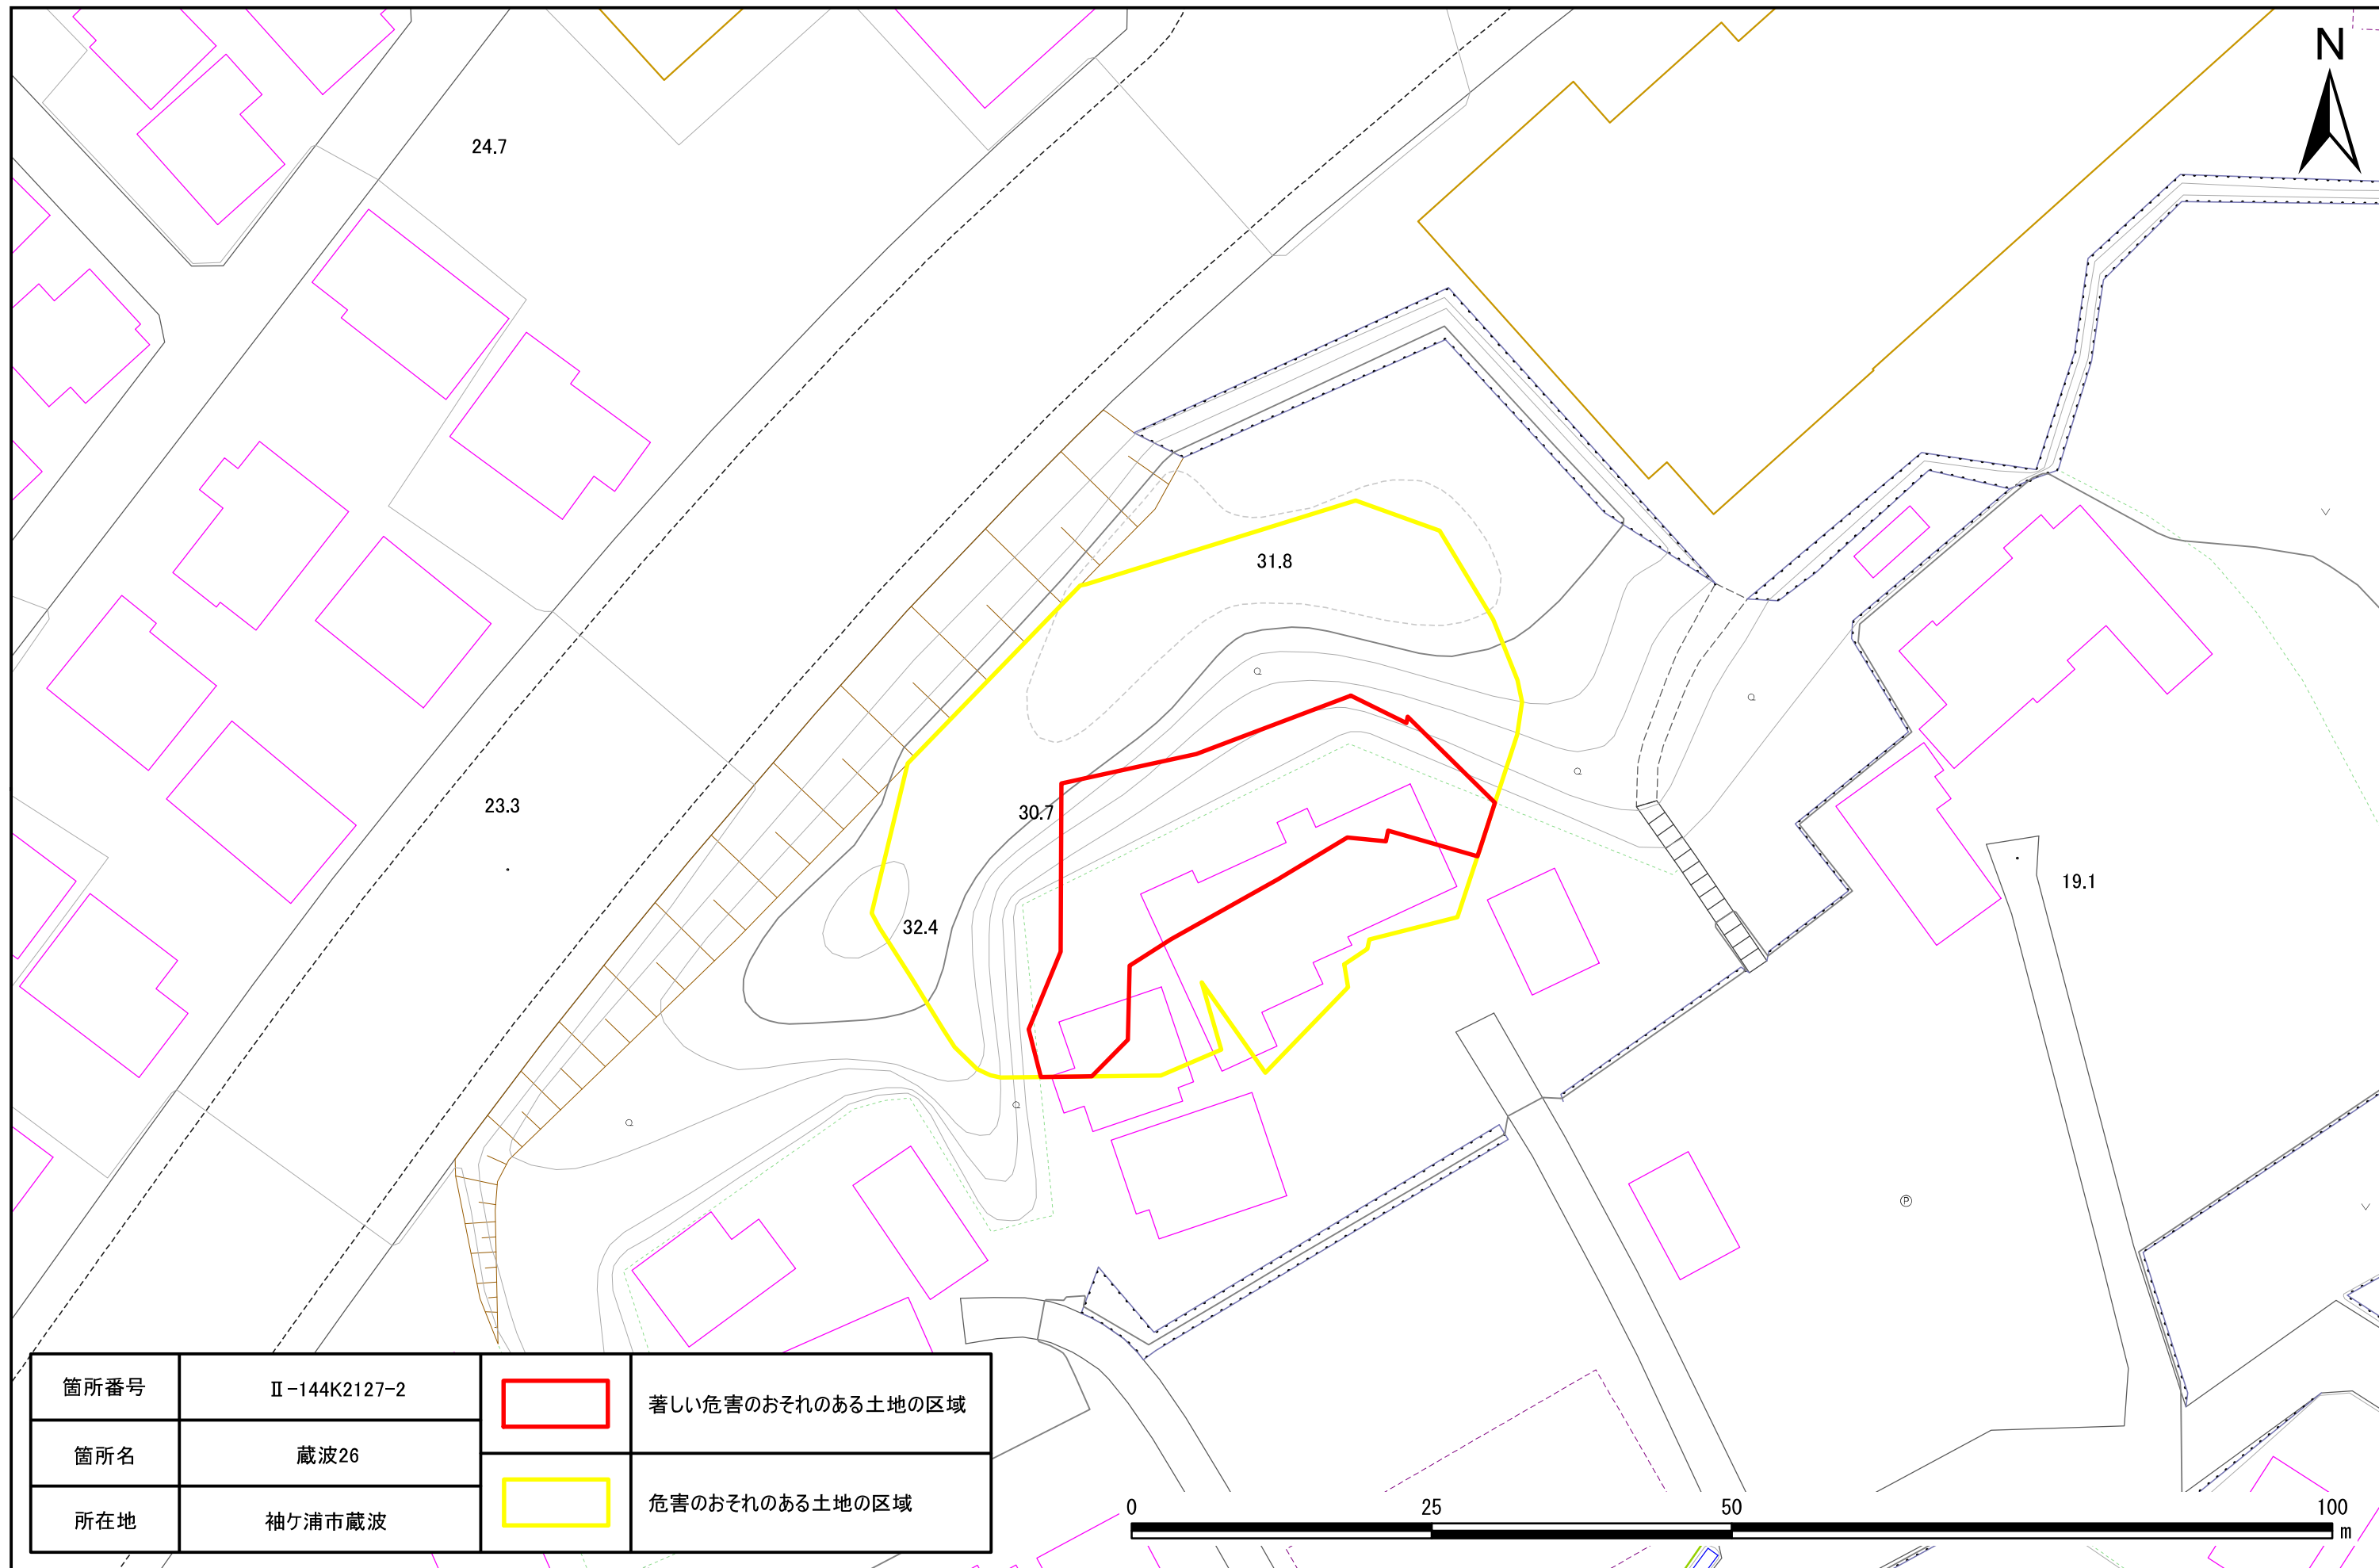 N
24.7
31.8
30.7
23.3
32.4
19.1
P
箇所番号 Ⅱ-144K2127-2
著しい危害のおそれのある土地の区域
箇所名 蔵波26
危害のおそれのある土地の区域
所在地 袖ケ浦市蔵波
0 25 50 100
m